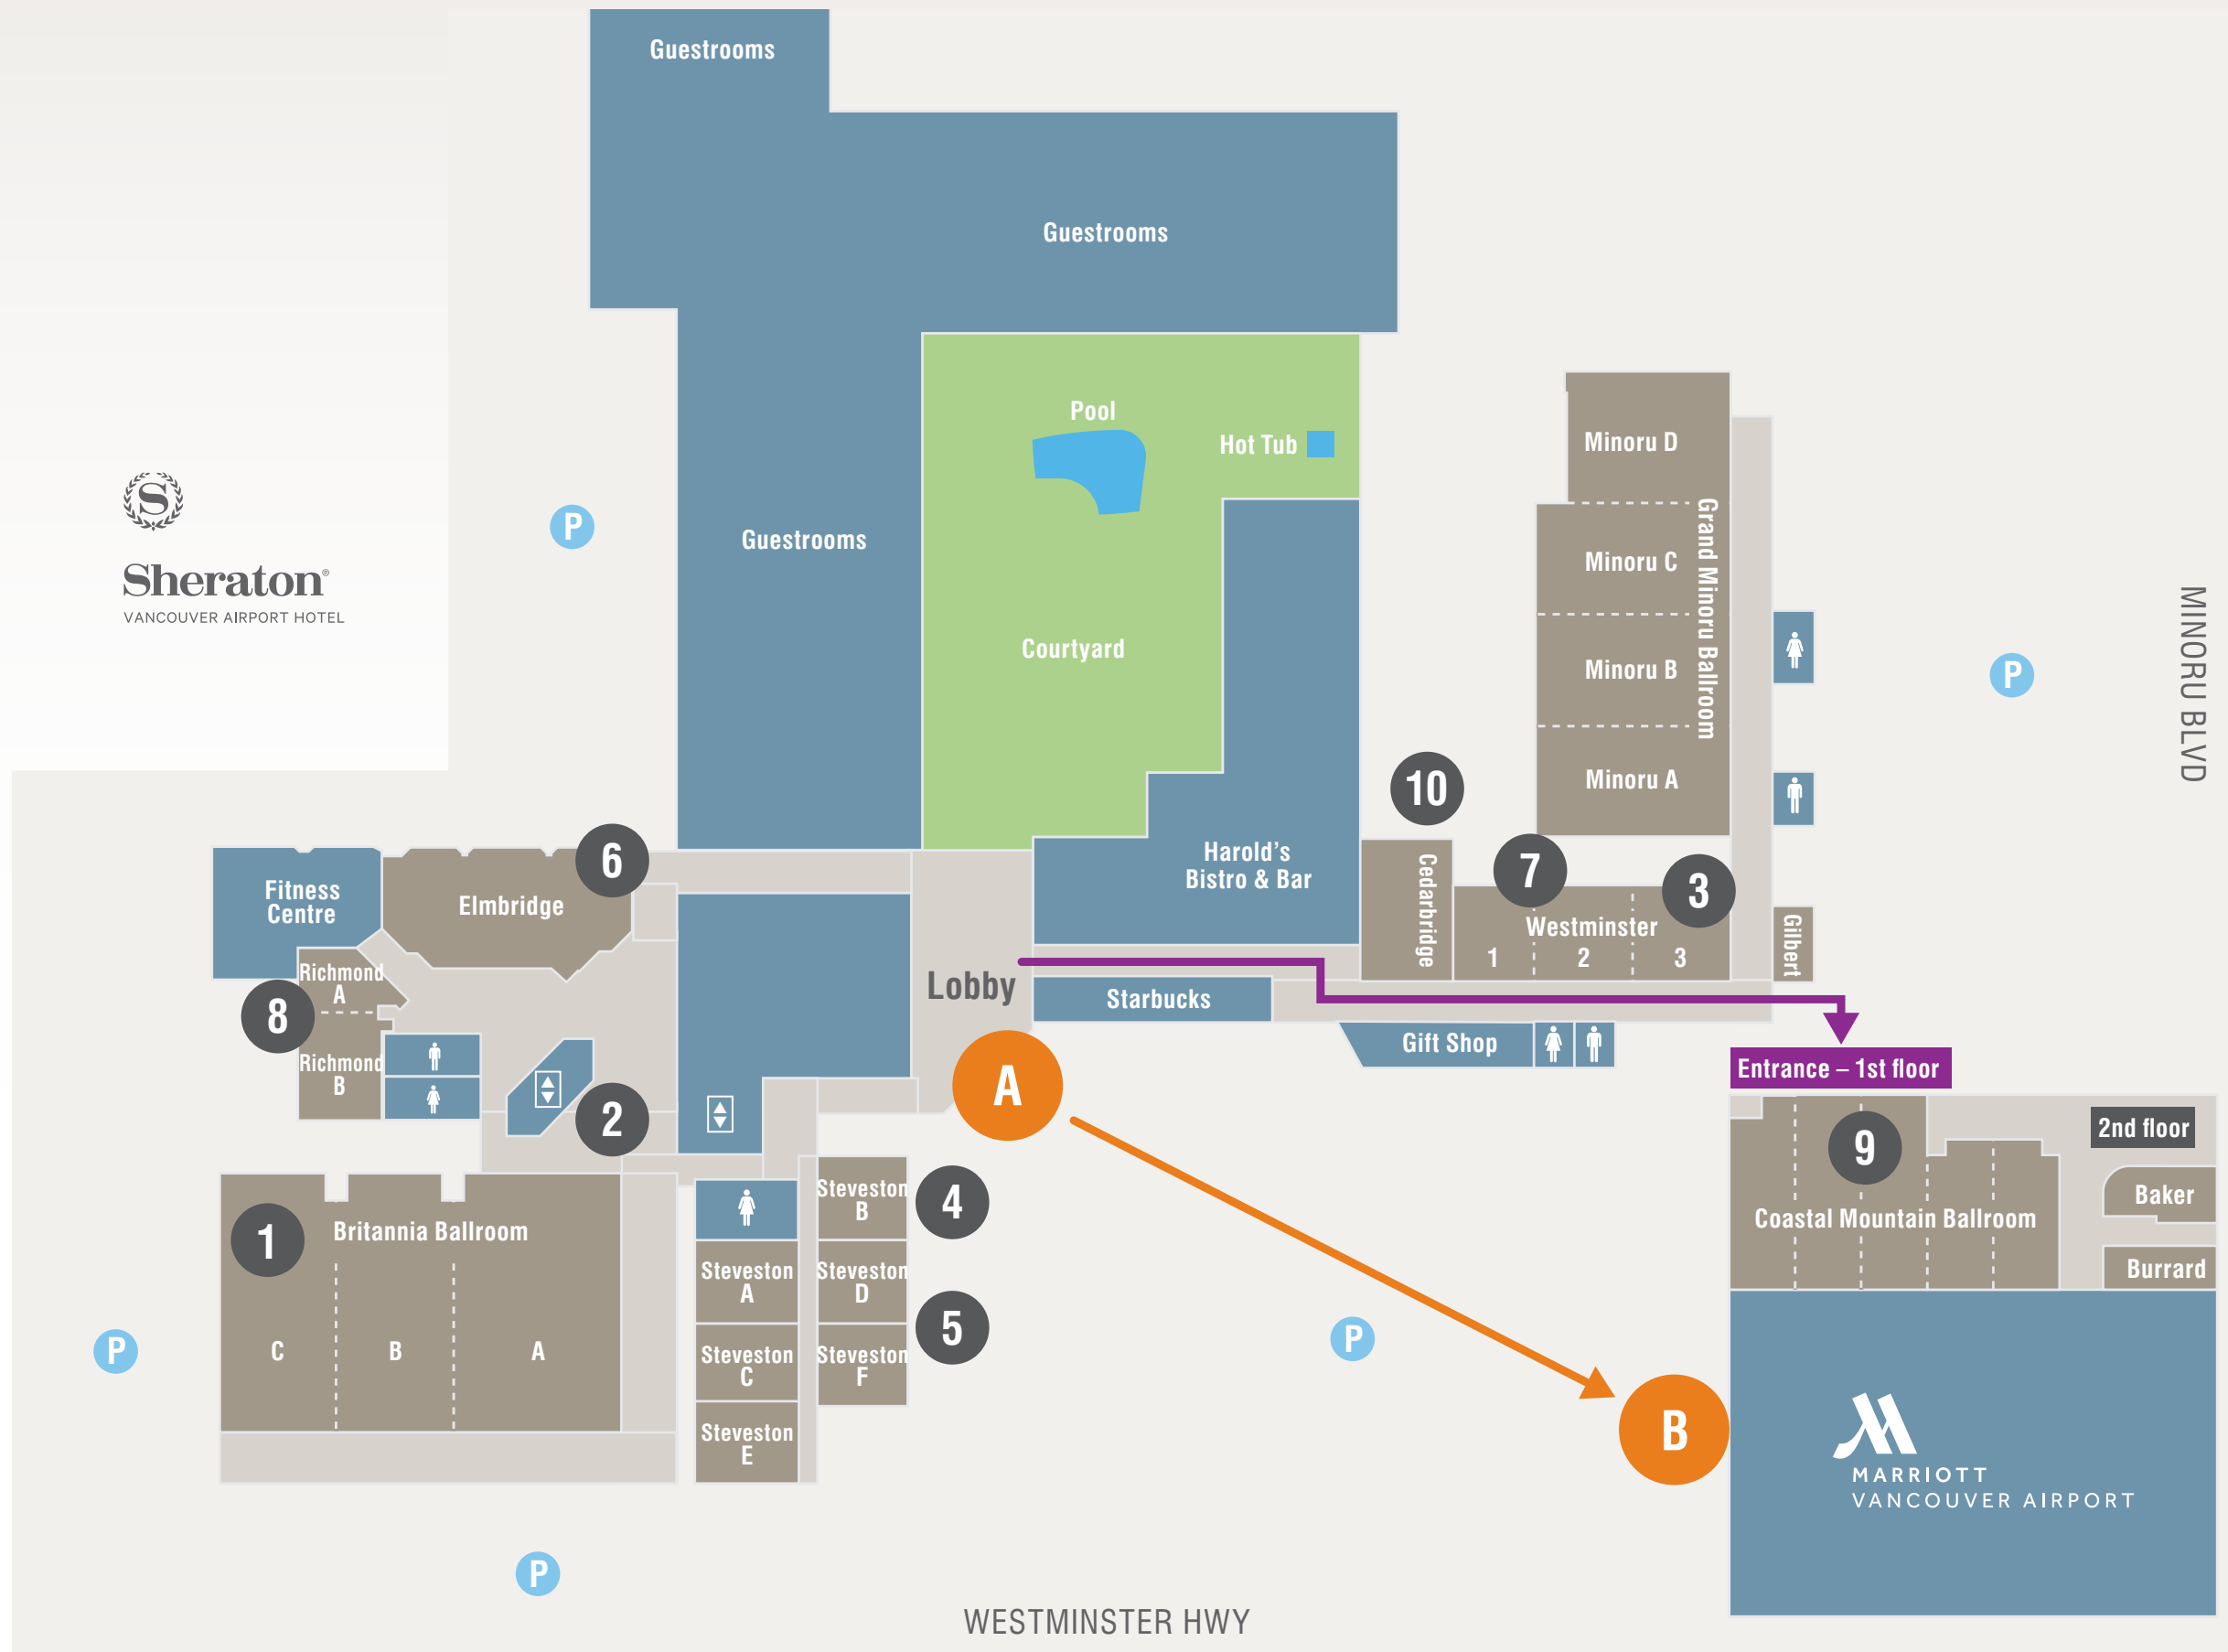 Guestrooms
Guestrooms
Pool
Hot Tub
Minoru D
Sheraton®
VANCOUVER AIRPORT HOTEL
S
P
Guestrooms
Courtyard
Minoru C
Minoru B
Grand Minoru Ballroom
Minoru A
P
MINORU BLVD
10
6
7
3
Fitness
Centre
Elmbridge
Harold's
Bistro & Bar
Cedarbridge
Westminster
1
2
3
Gilbert
Richmond
A
8
Richmond
B
Lobby
Starbucks
Gift Shop
A
2
Entrance – 1st floor
2nd floor
9
Coastal Mountain Ballroom
Baker
Burrard
1
Britannia Ballroom
C
B
A
Steveston
B
4
Steveston
A
Steveston
D
5
Steveston
C
Steveston
F
Steveston
E
P
P
B
MARRIOTT
VANCOUVER AIRPORT
P
WESTMINSTER HWY